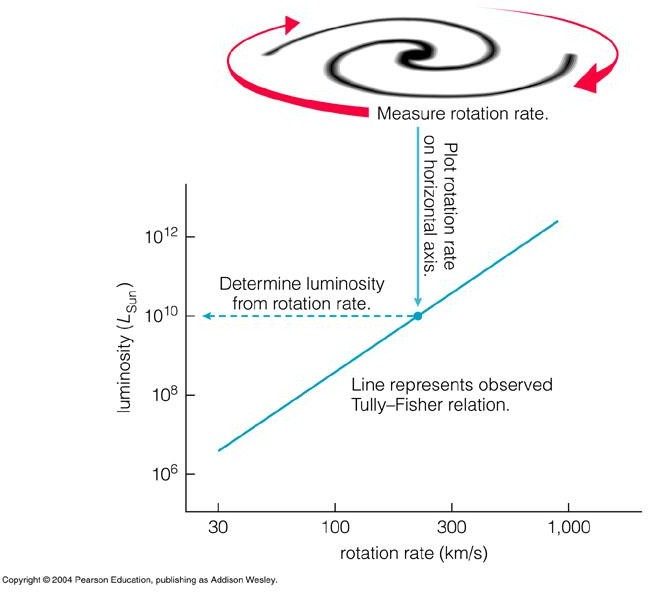 Measure rotation rate.
Plot rotation rate
on horizontal axis.
10¹²
Determine luminosity
from rotation rate.
10¹⁰
luminosity (L_Sun)
Line represents observed
Tully–Fisher relation.
10⁸
10⁶
30 100 300 1,000
rotation rate (km/s)
Copyright © 2004 Pearson Education, publishing as Addison Wesley.